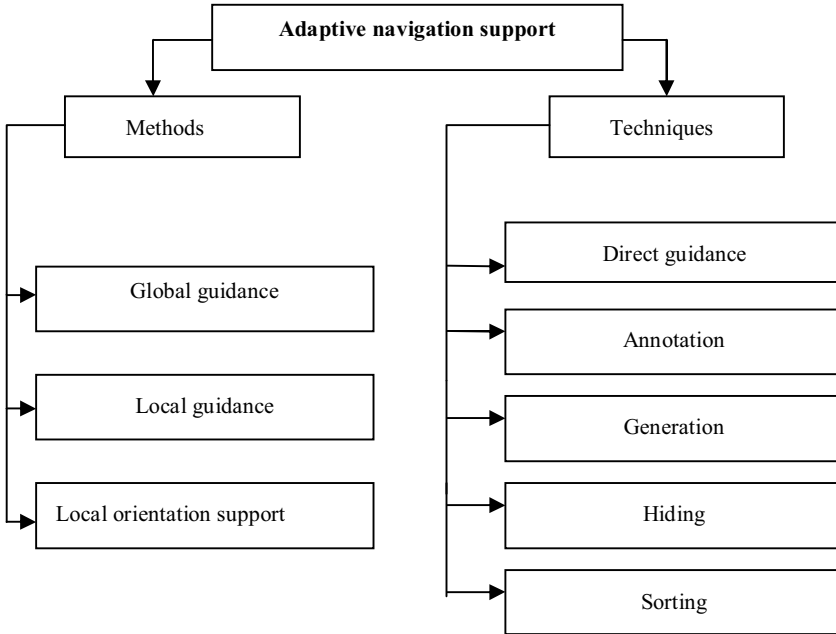 Adaptive navigation support
Methods
Techniques
Global guidance
Local guidance
Local orientation support
Direct guidance
Annotation
Generation
Hiding
Sorting